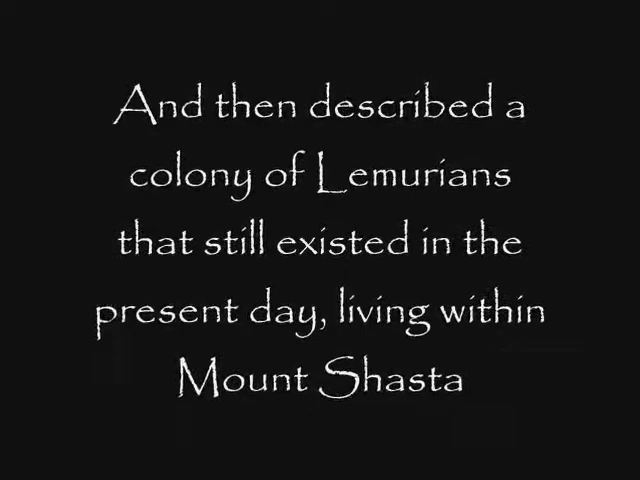 And then described a
colony of Lemurians
that still existed in the
present day, living within
Mount Shasta